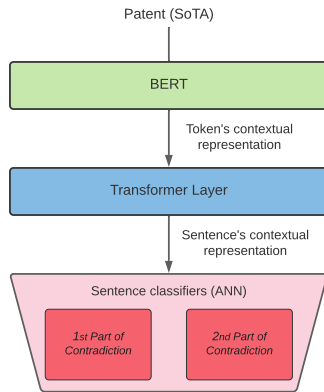 Patent (SoTA)
BERT
Token's contextual
representation
Transformer Layer
Sentence's contextual
representation
Sentence classifiers (ANN)
1st Part of
Contradiction
2nd Part of
Contradiction